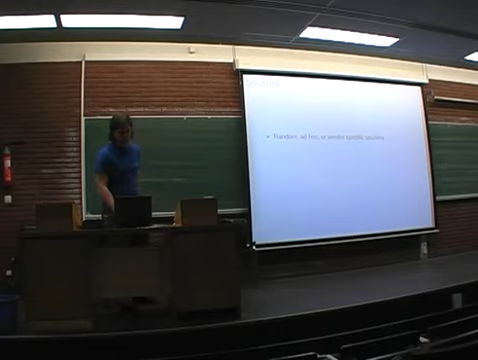 • Random, ad hoc, or vendor specific solutions